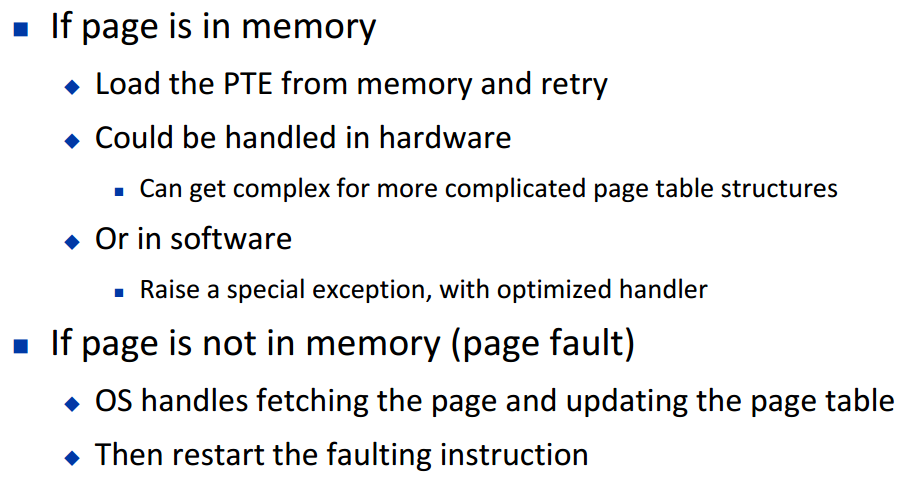 If page is in memory
Load the PTE from memory and retry
Could be handled in hardware
Can get complex for more complicated page table structures
Or in software
Raise a special exception, with optimized handler
If page is not in memory (page fault)
OS handles fetching the page and updating the page table
Then restart the faulting instruction